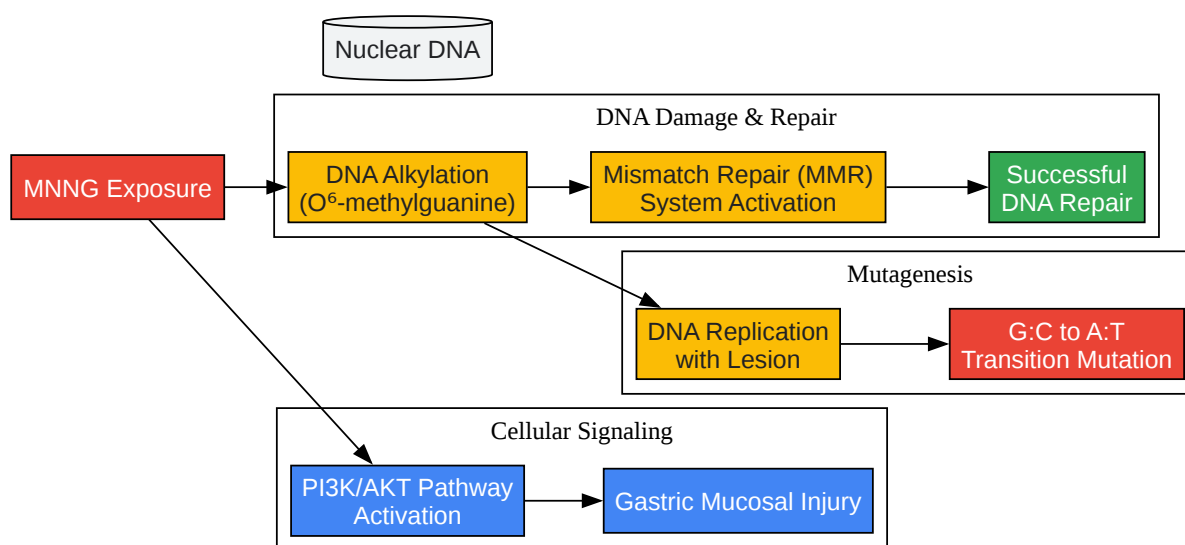 Nuclear DNA
DNA Damage & Repair
MNNG Exposure
DNA Alkylation
(O⁶-methylguanine)
Mismatch Repair (MMR)
System Activation
Successful
DNA Repair
Mutagenesis
DNA Replication
with Lesion
G:C to A:T
Transition Mutation
Cellular Signaling
PI3K/AKT Pathway
Activation
Gastric Mucosal Injury